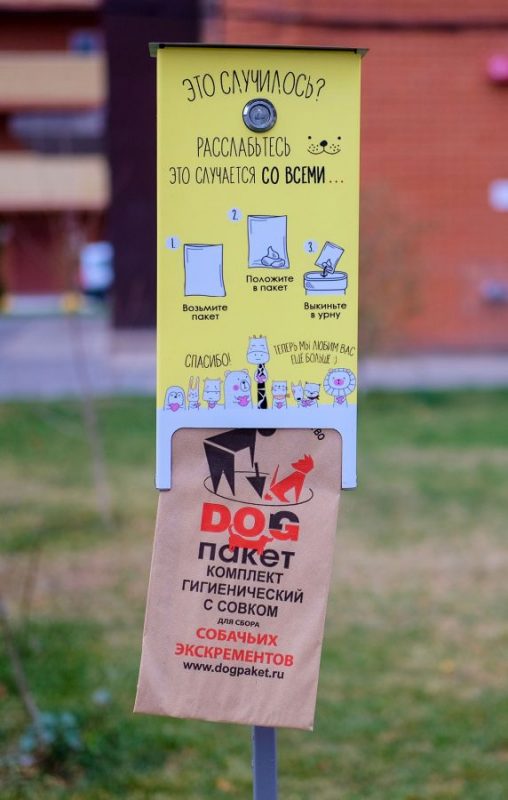 ЭТО СЛУЧИЛОСЬ?
РАССЛАБЬТЕСЬ
ЭТО СЛУЧАЕТСЯ СО ВСЕМИ...
1.
Возьмите
пакет
2.
Положите
в пакет
3.
Выкиньте
в урну
СПАСИБО!
ТЕПЕРЬ МЫ ЛЮБИМ ВАС
ЕЩЁ БОЛЬШЕ :)
DOG
пакет
КОМПЛЕКТ
ГИГИЕНИЧЕСКИЙ
С СОВКОМ
ДЛЯ СБОРА
СОБАЧЬИХ
ЭКСКРЕМЕНТОВ
www.dogpaket.ru